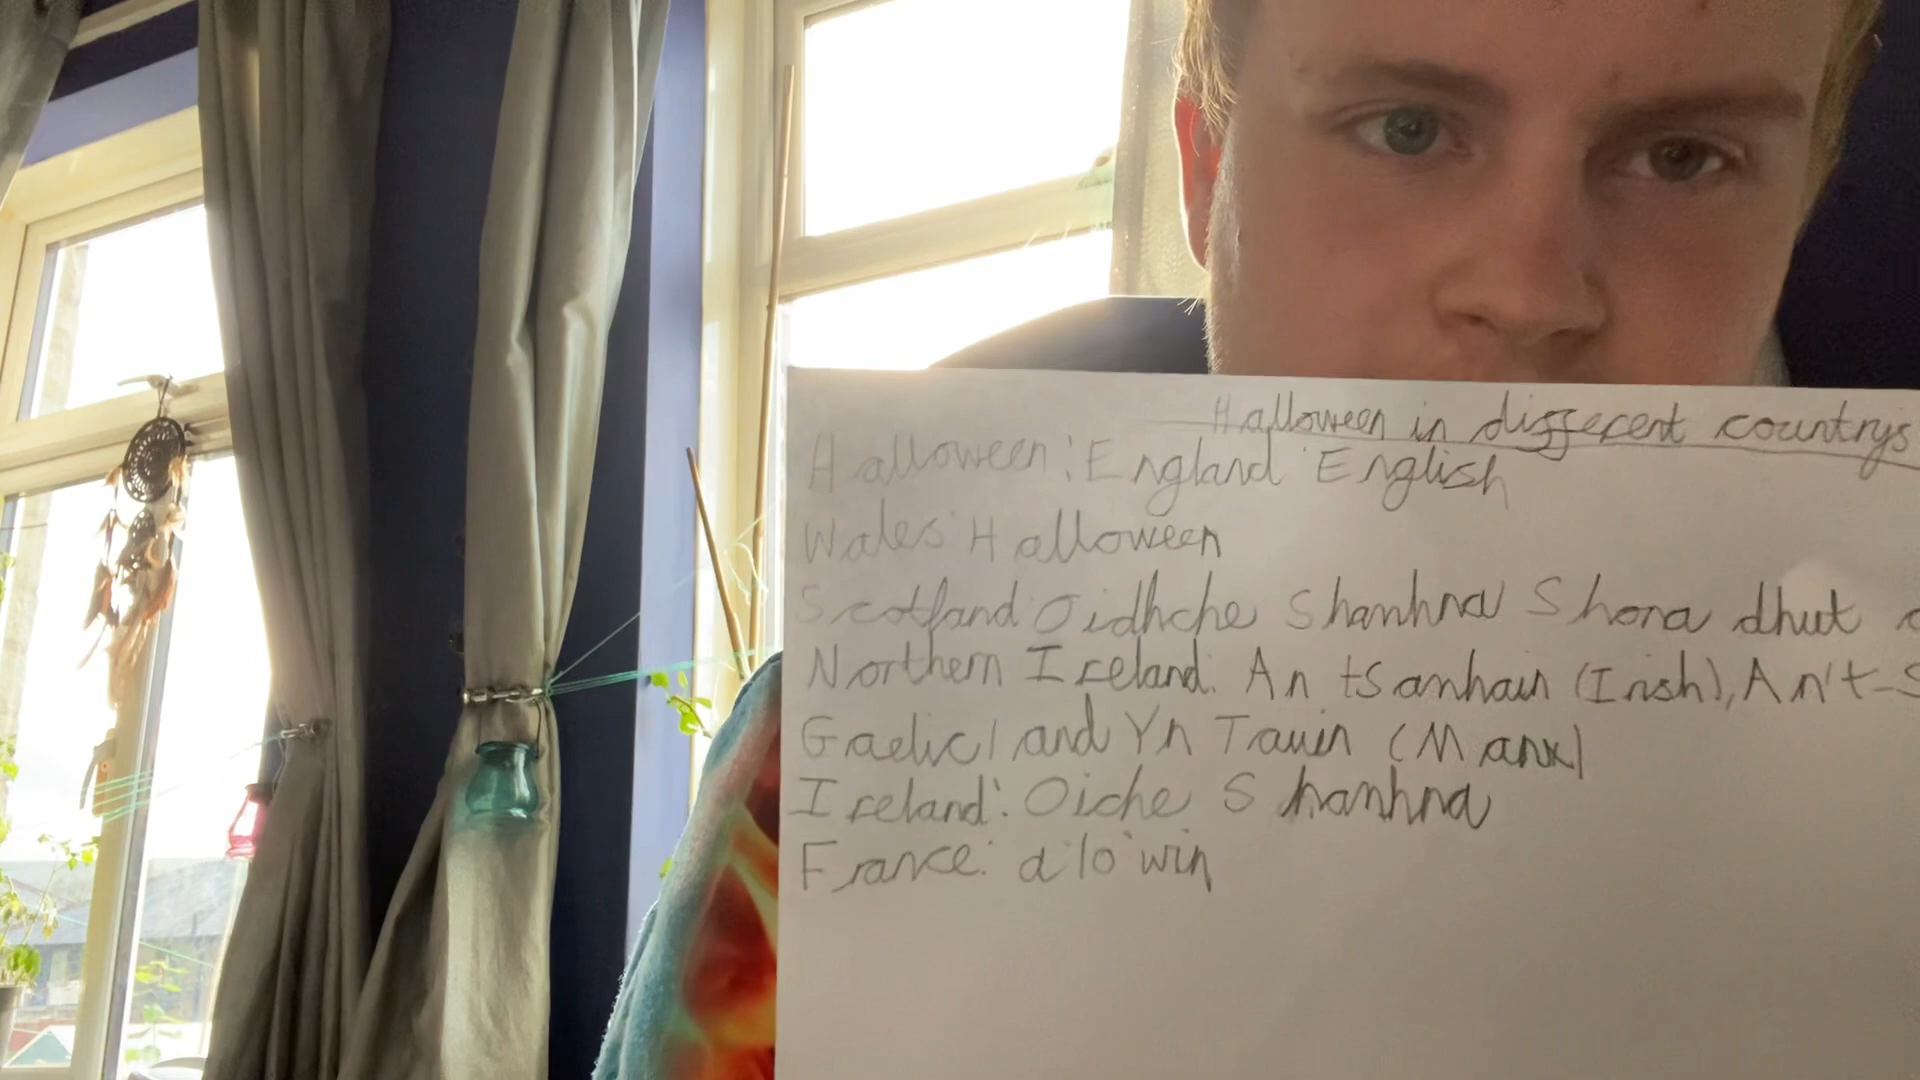 Halloween in different countrys
Halloween: England English
Wales Halloween
Scotland Oidhche Shamhna Shona dhut
Northern Ireland: An tSamhain (Irish), An't-S
Gaelic) and Yn Tauin (Manx)
Ireland: Oiche Shamhna
France: a lo win